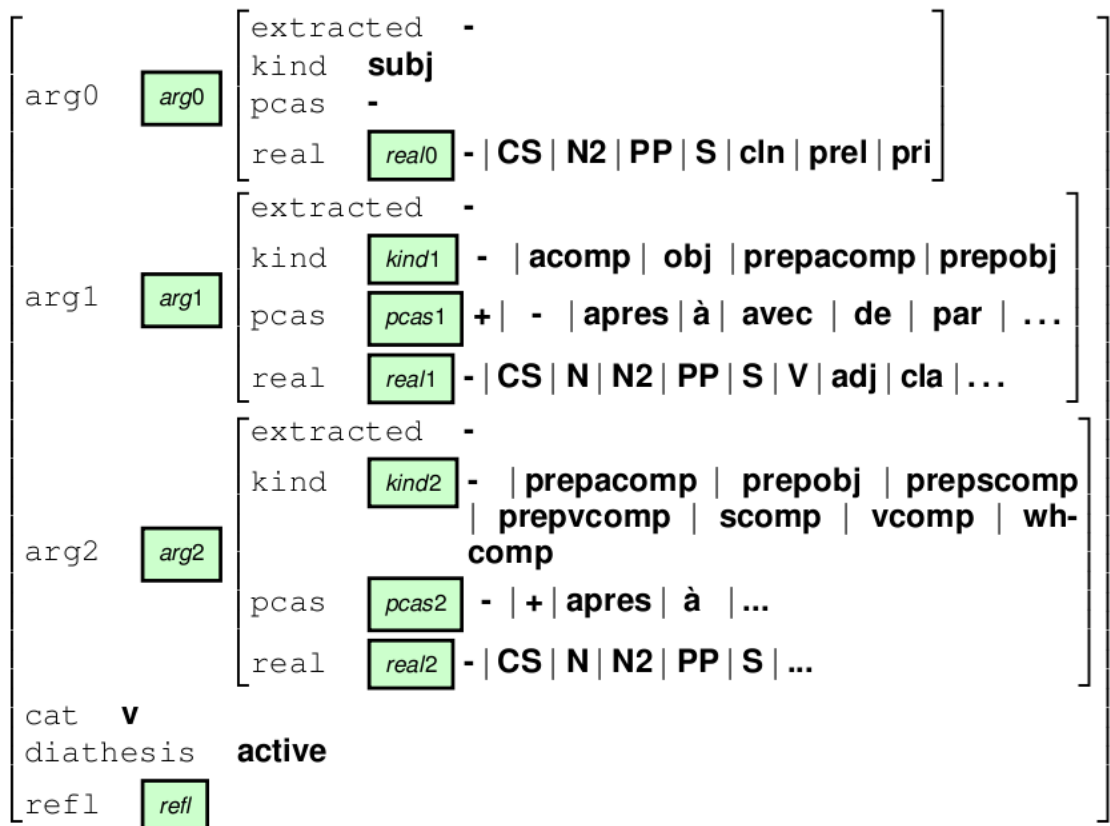 extracted -
kind subj
arg0 arg0
pcas -
real real0 - | CS | N2 | PP | S | cln | prel | pri
extracted -
kind kind1 - | acomp | obj | prepacomp | prepobj
arg1 arg1
pcas pcas1 + | - | apres | à | avec | de | par | ...
real real1 - | CS | N | N2 | PP | S | V | adj | cla | ...
extracted -
kind kind2 - | prepacomp | prepobj | prepscomp
| prepvcomp | scomp | vcomp | wh-
comp
arg2 arg2
pcas pcas2 - | + | apres | à | ...
real real2 - | CS | N | N2 | PP | S | ...
cat v
diathesis active
refl refl